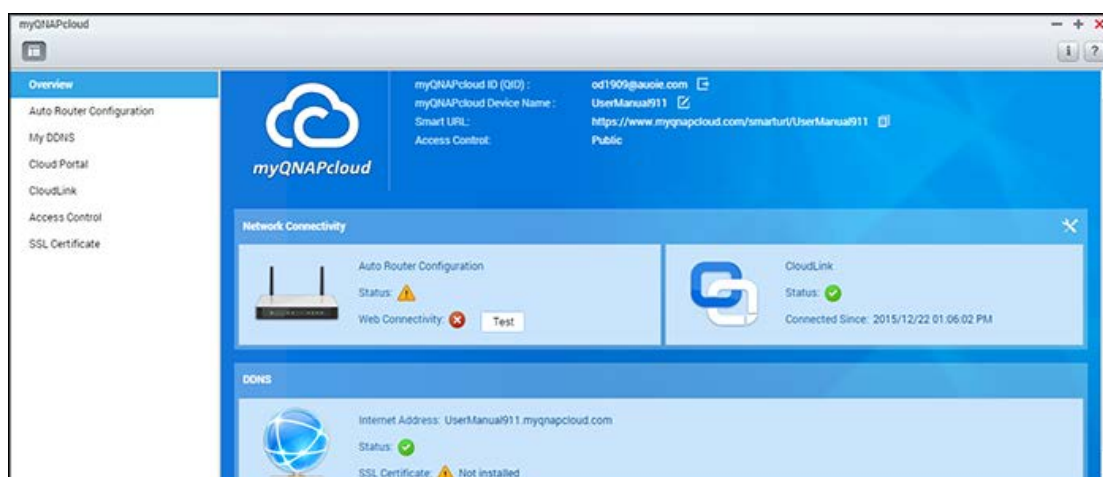 myQNAPcloud
Overview
Auto Router Configuration
My DDNS
Cloud Portal
CloudLink
Access Control
SSL Certificate
myQNAPcloud
myQNAPcloud ID (QID) : od1909@auoie.com
myQNAPcloud Device Name : UserManual911
Smart URL: https://www.myqnapcloud.com/smarturl/UserManual911
Access Control: Public
Network Connectivity
Auto Router Configuration
Status:
Web Connectivity: Test
CloudLink
Status:
Connected Since: 2015/12/22 01:06:02 PM
DDNS
Internet Address: UserManual911.myqnapcloud.com
Status:
SSL Certificate: Not installed